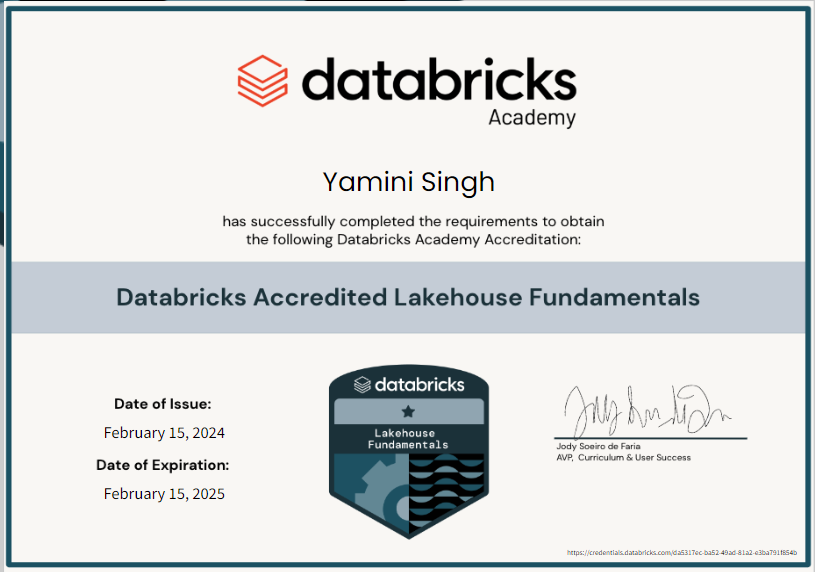 databricks
Academy
Yamini Singh
has successfully completed the requirements to obtain
the following Databricks Academy Accreditation:
Databricks Accredited Lakehouse Fundamentals
Date of Issue:
February 15, 2024
Date of Expiration:
February 15, 2025
databricks
Lakehouse
Fundamentals
Jody Soeiro de Faria
AVP, Curriculum & User Success
https://credentials.databricks.com/da5317ec-ba52-49ad-81a2-e3ba791f854b